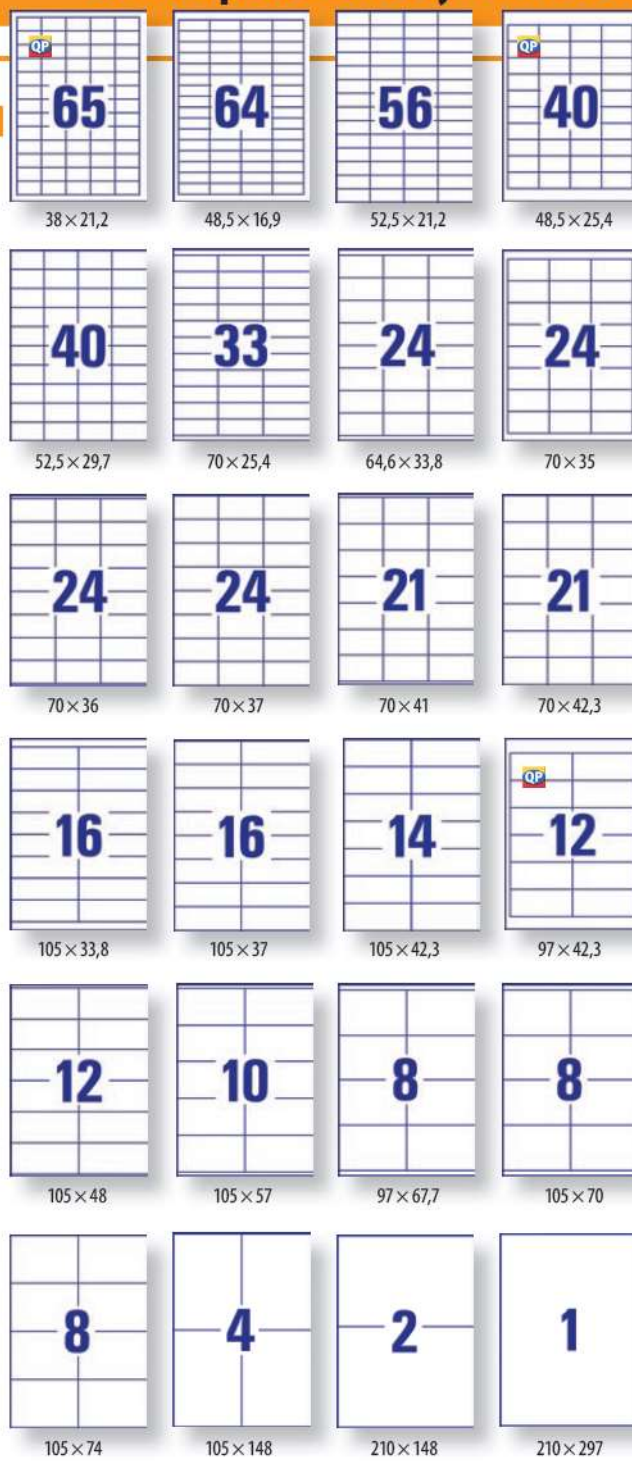 QP QP
65 64 56 40
38 × 21,2 48,5 × 16,9 52,5 × 21,2 48,5 × 25,4
40 33 24 24
52,5 × 29,7 70 × 25,4 64,6 × 33,8 70 × 35
24 24 21 21
70 × 36 70 × 37 70 × 41 70 × 42,3
QP
16 16 14 12
105 × 33,8 105 × 37 105 × 42,3 97 × 42,3
12 10 8 8
105 × 48 105 × 57 97 × 67,7 105 × 70
8 4 2 1
105 × 74 105 × 148 210 × 148 210 × 297